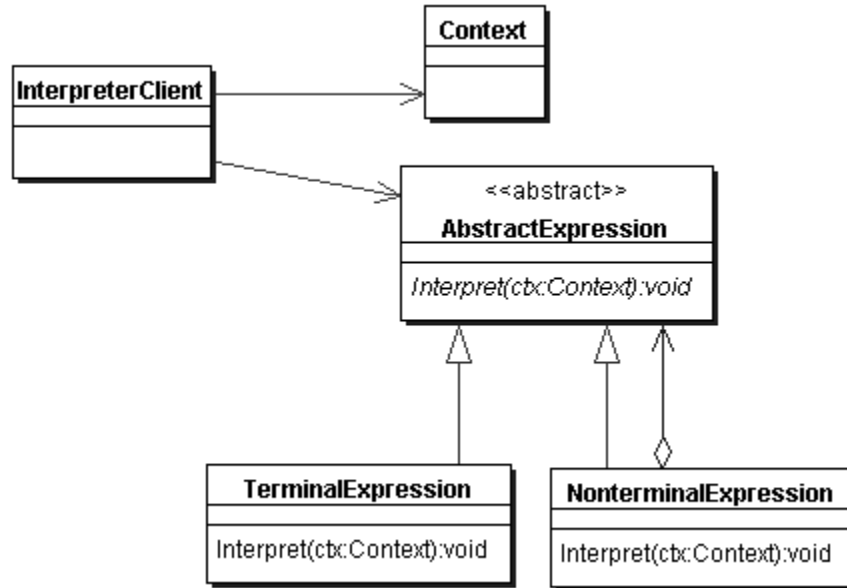 Context
InterpreterClient
<<abstract>>
AbstractExpression
Interpret(ctx:Context):void
TerminalExpression
Interpret(ctx:Context):void
NonterminalExpression
Interpret(ctx:Context):void